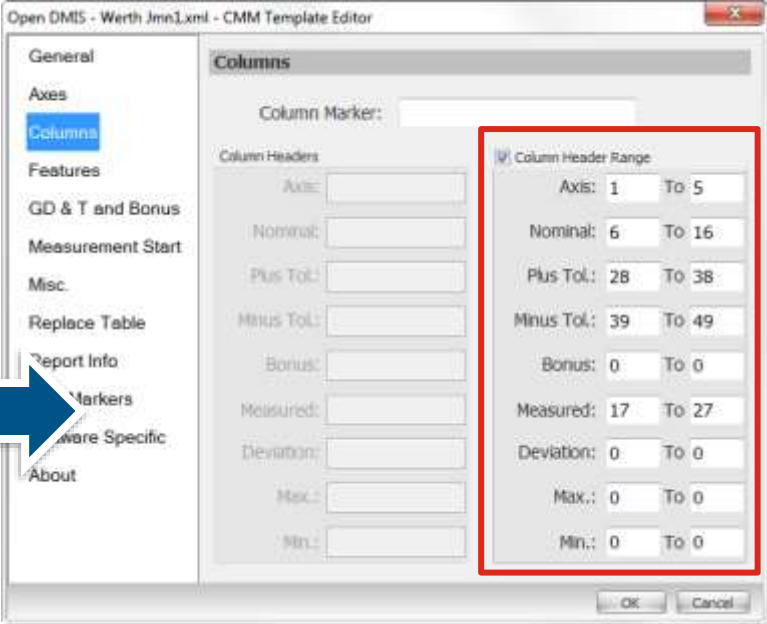 Open DMIS - Werth Jmn1.xml - CMM Template Editor
General
Axes
Columns
Features
GD & T and Bonus
Measurement Start
Misc.
Replace Table
Report Info
Markers
Specific
About
Columns
Column Marker:
Column Headers
Axis:
Nominal:
Plus Tol.:
Minus Tol.:
Bonus:
Measured:
Deviation:
Max.:
Min.:
Column Header Range
Axis: 1 To 5
Nominal: 6 To 16
Plus Tol.: 28 To 38
Minus Tol.: 39 To 49
Bonus: 0 To 0
Measured: 17 To 27
Deviation: 0 To 0
Max.: 0 To 0
Min.: 0 To 0
OK Cancel